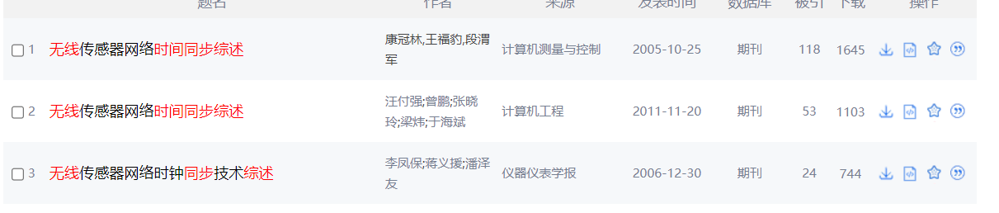 题名 作者 来源 发表时间 数据库 被引 下载 操作
1 无线传感器网络时间同步综述 康冠林,王福豹,段渭军 计算机测量与控制 2005-10-25 期刊 118 1645
2 无线传感器网络时间同步综述 汪付强;曾鹏;张晓玲;梁炜;于海斌 计算机工程 2011-11-20 期刊 53 1103
3 无线传感器网络时钟同步技术综述 李凤保;蒋义援;潘泽友 仪器仪表学报 2006-12-30 期刊 24 744